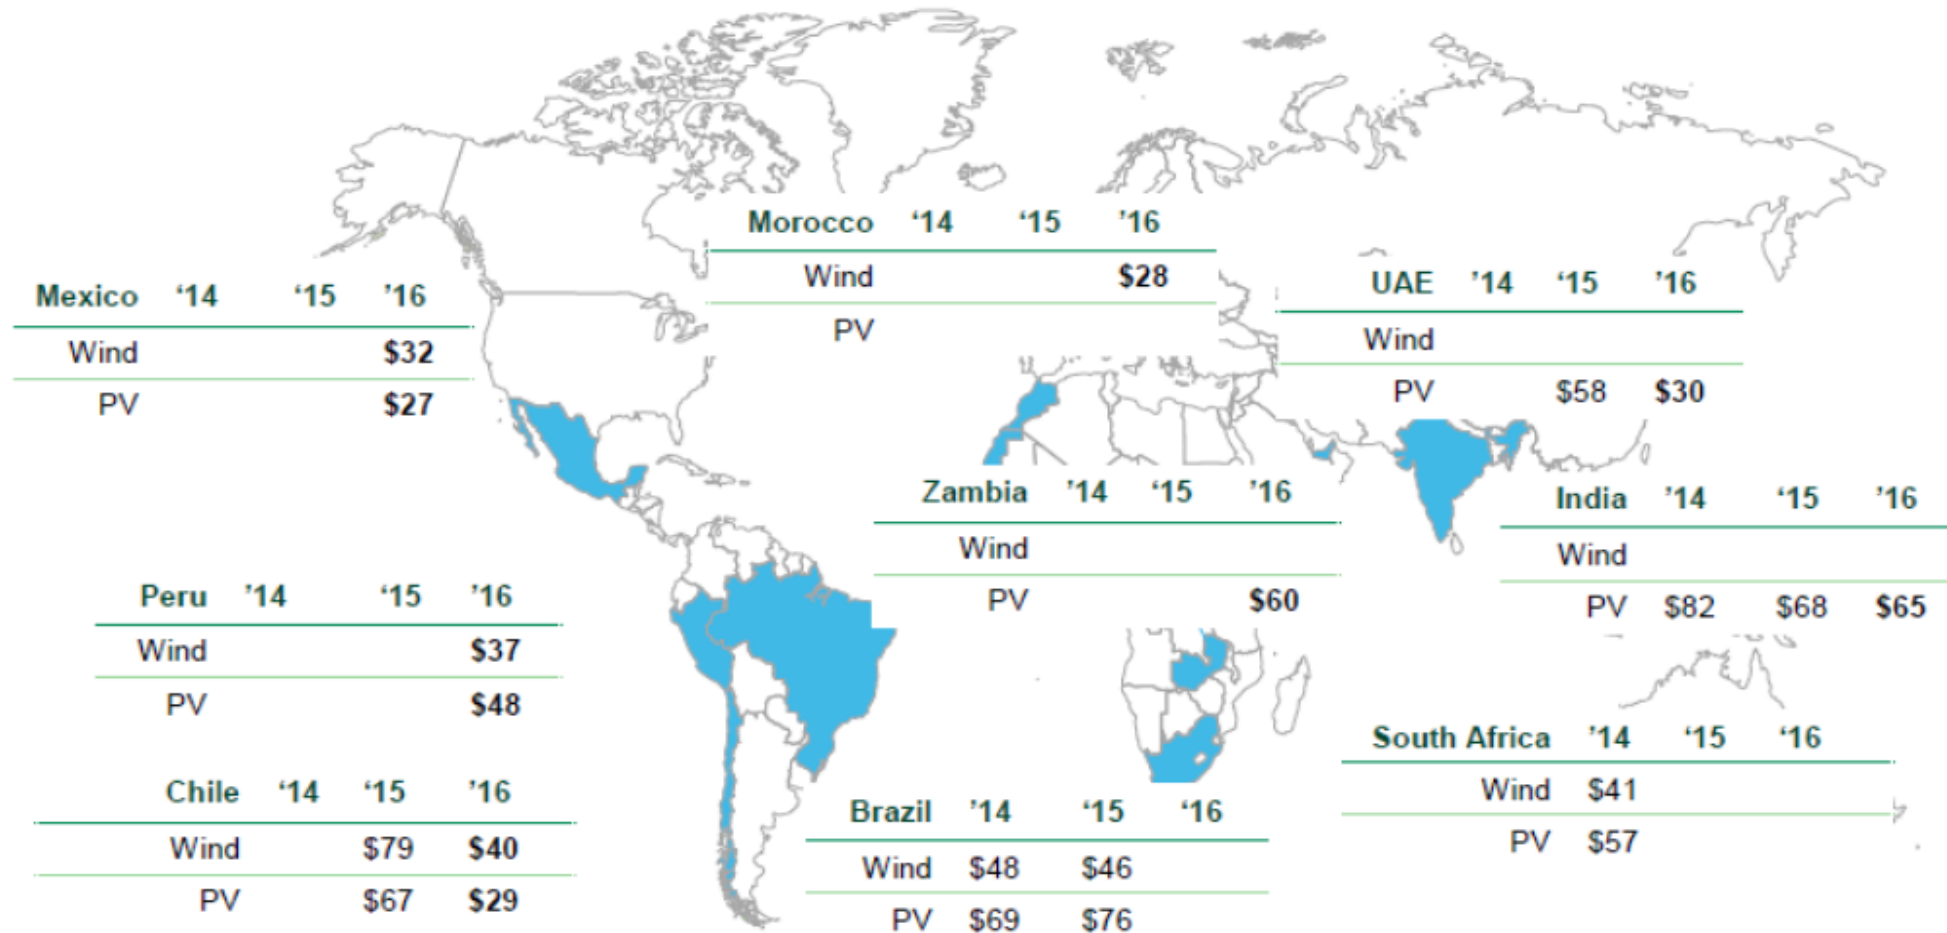 Morocco ‘14 ‘15 ’16
Wind $28
PV
Mexico ‘14 ‘15 ’16
Wind $32
PV $27
UAE ’14 ‘15 ’16
Wind
PV $58 $30
Zambia ’14 ‘15 ’16
Wind
PV $60
India ’14 ‘15 ’16
Wind
PV $82 $68 $65
Peru ’14 ‘15 ’16
Wind $37
PV $48
South Africa ’14 ‘15 ‘16
Wind $41
PV $57
Chile ‘14 ‘15 ’16
Wind $79 $40
PV $67 $29
Brazil ’14 ‘15 ‘16
Wind $48 $46
PV $69 $76